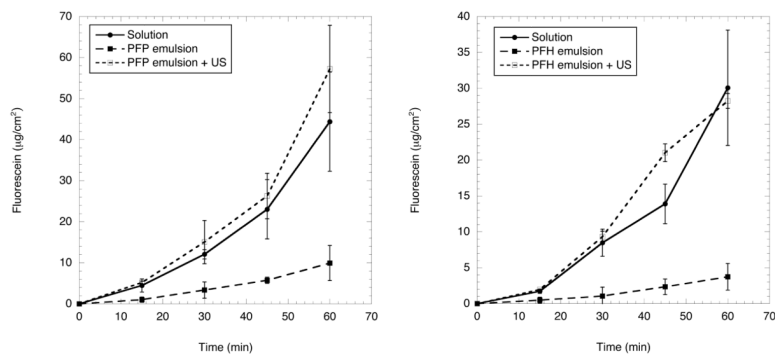 70
60
50
40
30
20
10
0
Fluorescein (μg/cm²)
Solution
PFP emulsion
PFP emulsion + US
0 10 20 30 40 50 60 70
Time (min)
40
35
30
25
20
15
10
5
0
Fluorescein (μg/cm²)
Solution
PFH emulsion
PFH emulsion + US
0 10 20 30 40 50 60 70
Time (min)